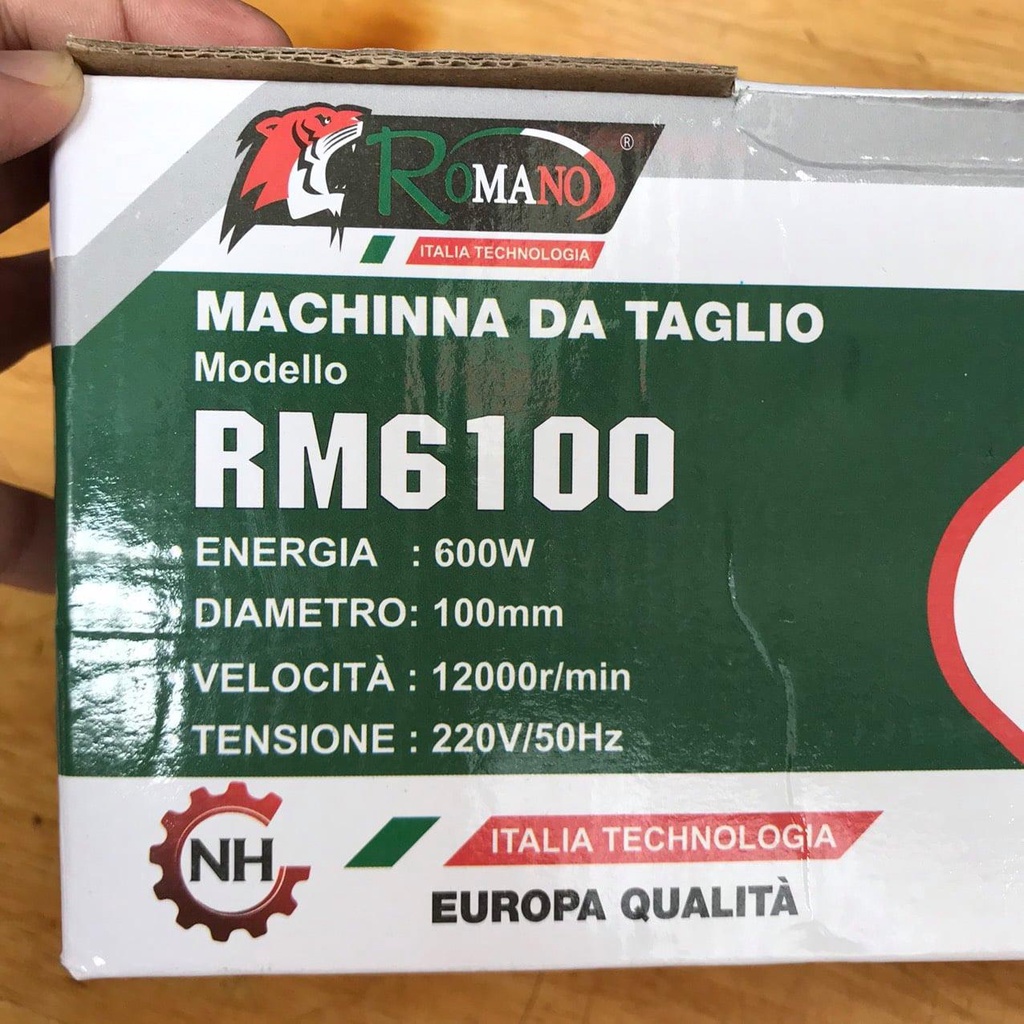 ROMANO®
ITALIA TECHNOLOGIA
MACHINNA DA TAGLIO
Modello
RM6100
ENERGIA : 600W
DIAMETRO: 100mm
VELOCITÀ : 12000r/min
TENSIONE : 220V/50Hz
NH
ITALIA TECHNOLOGIA
EUROPA QUALITÀ